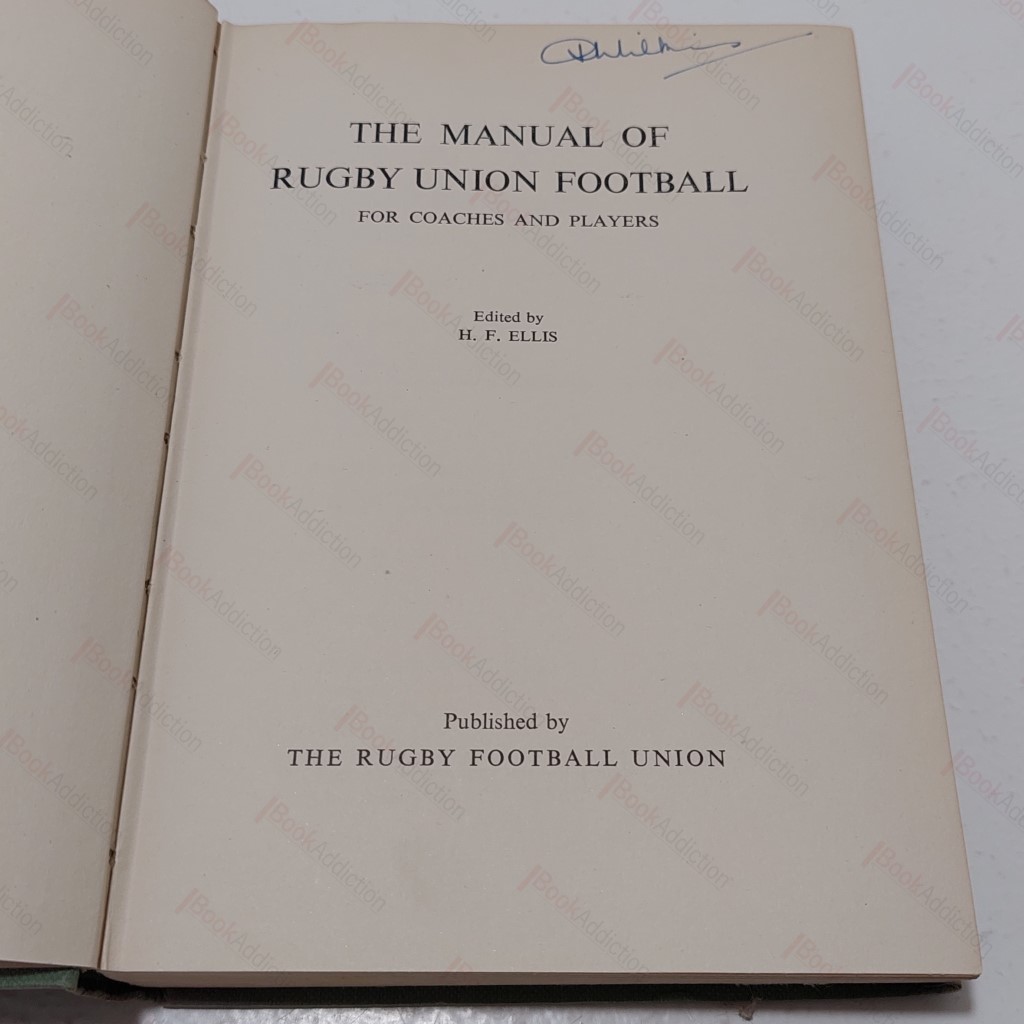 THE MANUAL OF
RUGBY UNION FOOTBALL
FOR COACHES AND PLAYERS
Edited by
H. F. ELLIS
Published by
THE RUGBY FOOTBALL UNION
BookAddiction